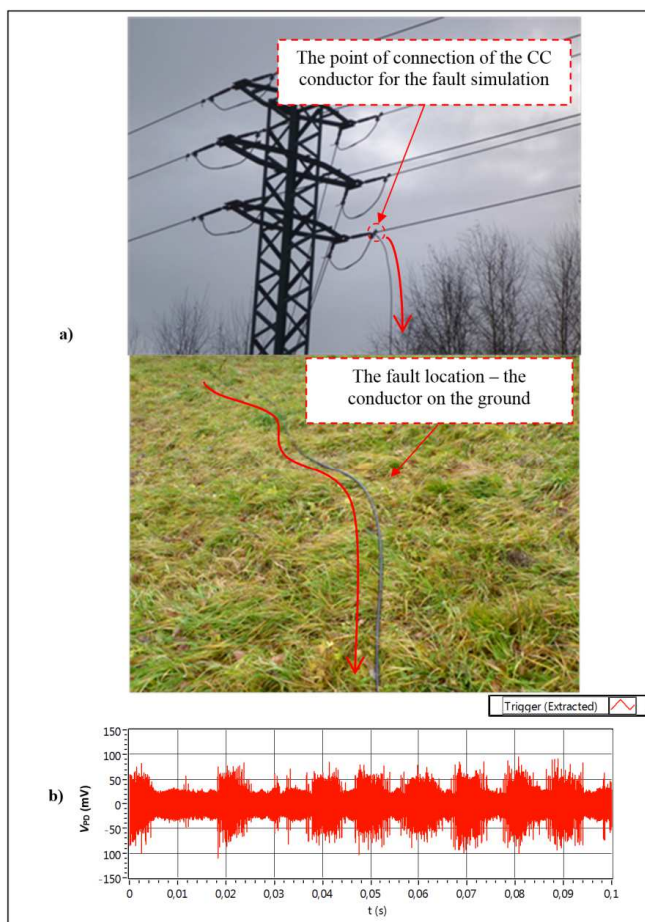 The point of connection of the CC
conductor for the fault simulation
a)
The fault location – the
conductor on the ground
Trigger (Extracted)
b)
V_PD (mV)
150
100
50
0
-50
100
-150
0
0,01
0,02
0,03
0,04
0,05
0,06
0,07
0,08
0,09
0,1
t (s)